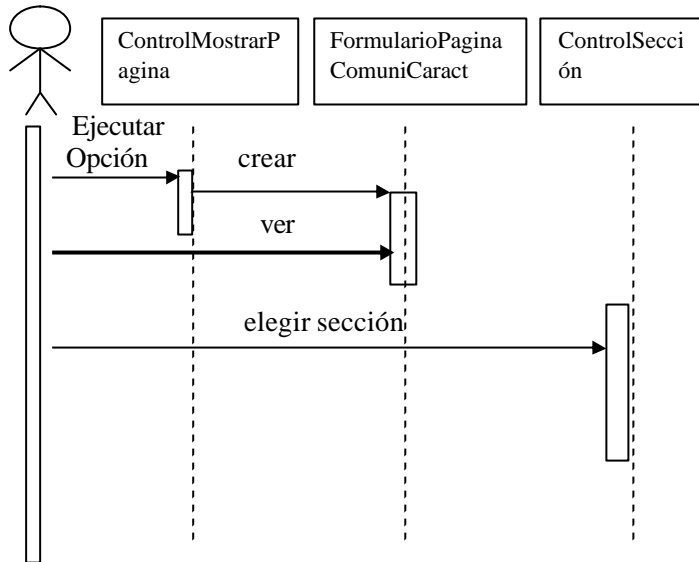 ControlMostrarP
agina
FormularioPagina
ComuniCaract
ControlSecci
ón
Ejecutar
Opción
crear
ver
elegir sección